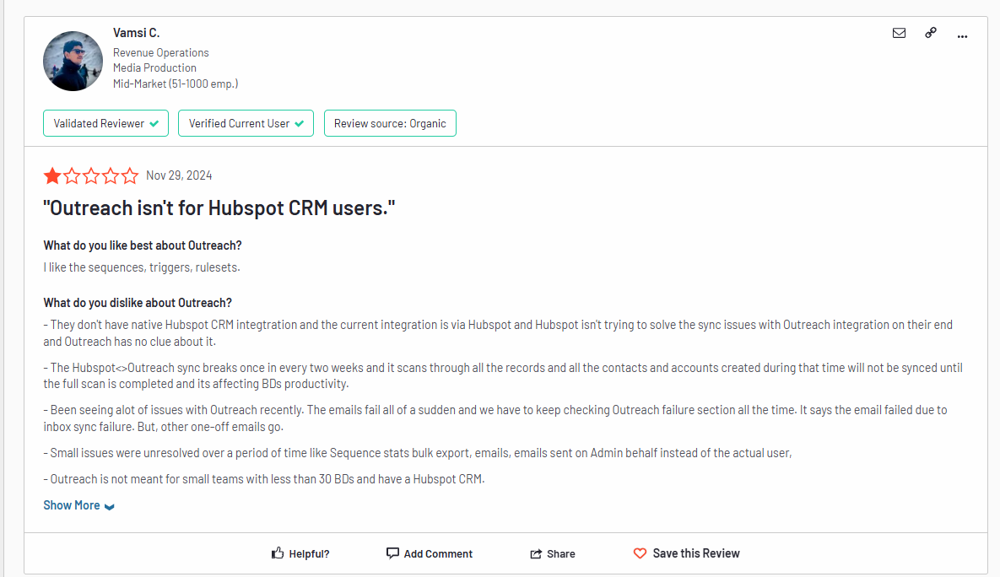 Vamsi C.
Revenue Operations
Media Production
Mid-Market (51-1000 emp.)
...
Validated Reviewer
Verified Current User
Review source: Organic
Nov 29, 2024
"Outreach isn't for Hubspot CRM users."
What do you like best about Outreach?
I like the sequences, triggers, rulesets.
What do you dislike about Outreach?
- They don't have native Hubspot CRM integtration and the current integration is via Hubspot and Hubspot isn't trying to solve the sync issues with Outreach integration on their end
and Outreach has no clue about it.
- The Hubspot<>Outreach sync breaks once in every two weeks and it scans through all the records and all the contacts and accounts created during that time will not be synced until
the full scan is completed and its affecting BDs productivity.
- Been seeing alot of issues with Outreach recently. The emails fail all of a sudden and we have to keep checking Outreach failure section all the time. It says the email failed due to
inbox sync failure. But, other one-off emails go.
- Small issues were unresolved over a period of time like Sequence stats bulk export, emails, emails sent on Admin behalf instead of the actual user,
- Outreach is not meant for small teams with less than 30 BDs and have a Hubspot CRM.
Show More
Helpful?
Add Comment
Share
Save this Review